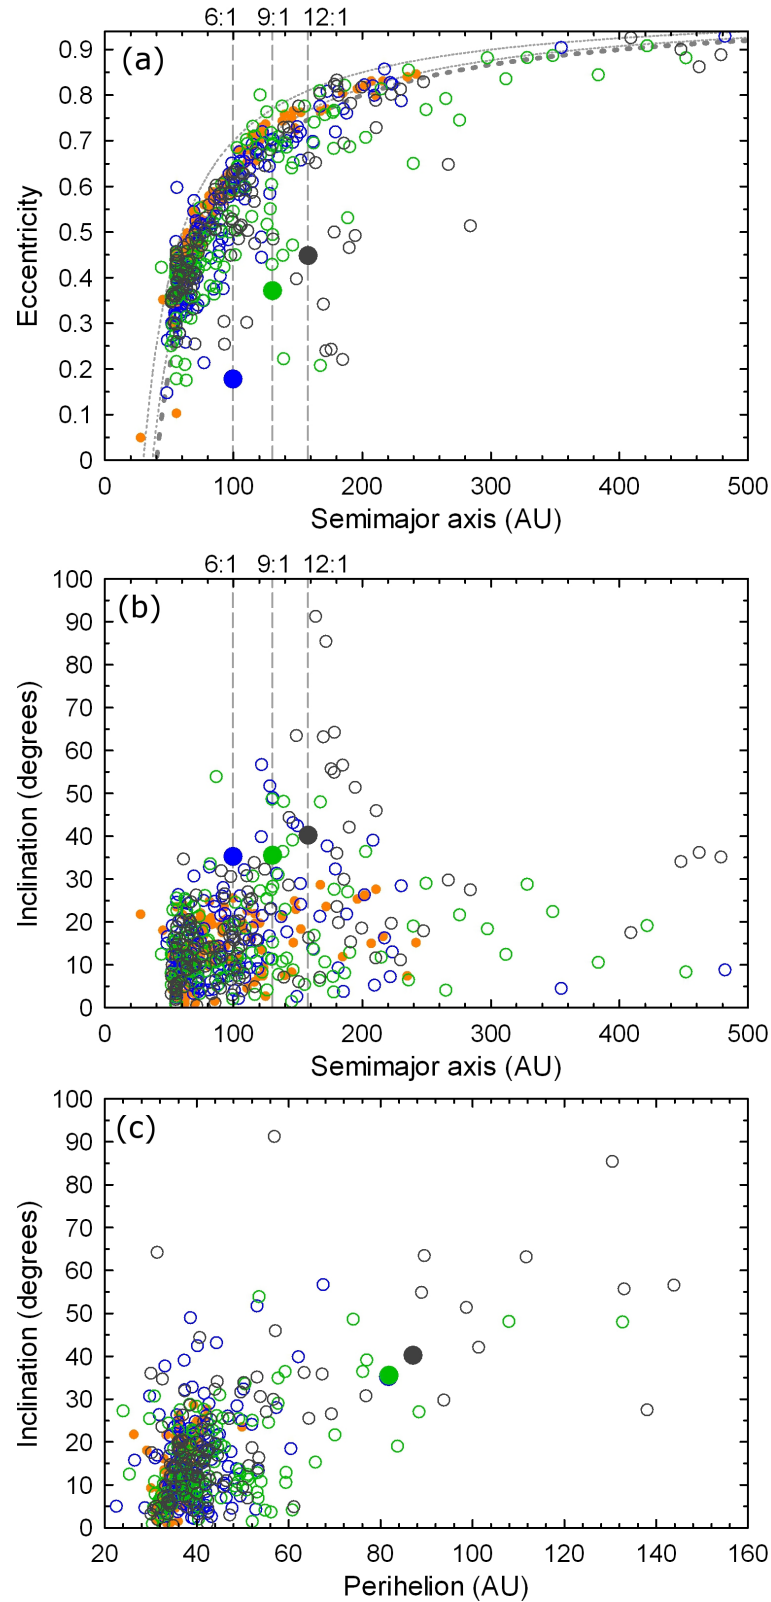 6:1 9:1 12:1
(a)
0.9
0.8
0.7
0.6
0.5
0.4
0.3
0.2
0.1
0
Eccentricity
0 100 200 300 400 500
Semimajor axis (AU)
6:1 9:1 12:1
(b)
100
90
80
70
60
50
40
30
20
10
0
Inclination (degrees)
0 100 200 300 400 500
Semimajor axis (AU)
(c)
100
90
80
70
60
50
40
30
20
10
0
Inclination (degrees)
20 40 60 80 100 120 140 160
Perihelion (AU)